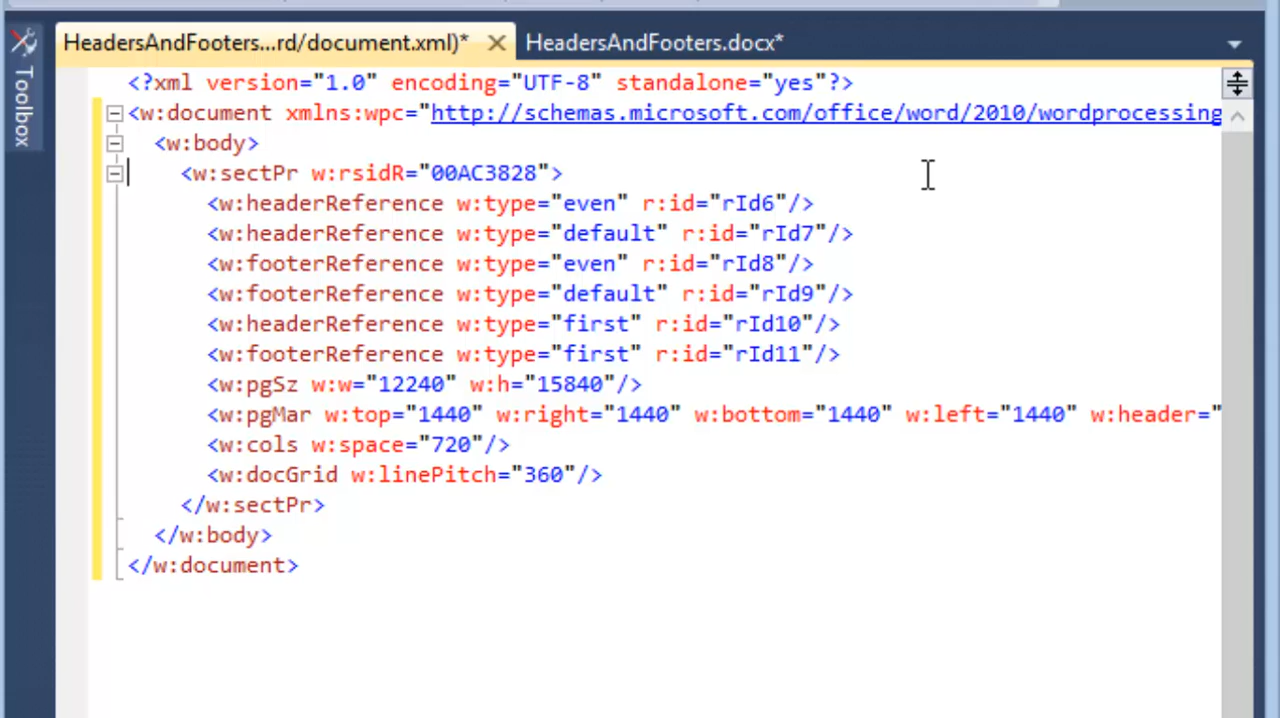 HeadersAndFooters...rd/document.xml)* HeadersAndFooters.docx*
Toolbox
<?xml version="1.0" encoding="UTF-8" standalone="yes"?>
<w:document xmlns:wpc="http://schemas.microsoft.com/office/word/2010/wordprocessing
<w:body>
<w:sectPr w:rsidR="00AC3828">
<w:headerReference w:type="even" r:id="rId6"/>
<w:headerReference w:type="default" r:id="rId7"/>
<w:footerReference w:type="even" r:id="rId8"/>
<w:footerReference w:type="default" r:id="rId9"/>
<w:headerReference w:type="first" r:id="rId10"/>
<w:footerReference w:type="first" r:id="rId11"/>
<w:pgSz w:w="12240" w:h="15840"/>
<w:pgMar w:top="1440" w:right="1440" w:bottom="1440" w:left="1440" w:header="
<w:cols w:space="720"/>
<w:docGrid w:linePitch="360"/>
</w:sectPr>
</w:body>
</w:document>